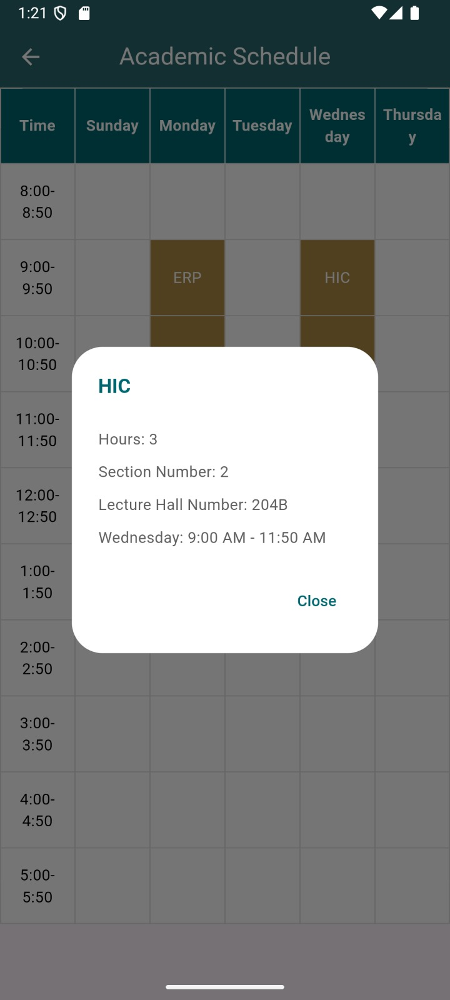 1:21
Academic Schedule
Time
Sunday
Monday
Tuesday
Wednes
day
Thursda
y
8:00-
8:50
9:00-
9:50
ERP
HIC
10:00-
10:50
11:00-
11:50
12:00-
12:50
1:00-
1:50
2:00-
2:50
3:00-
3:50
4:00-
4:50
5:00-
5:50
HIC
Hours: 3
Section Number: 2
Lecture Hall Number: 204B
Wednesday: 9:00 AM - 11:50 AM
Close